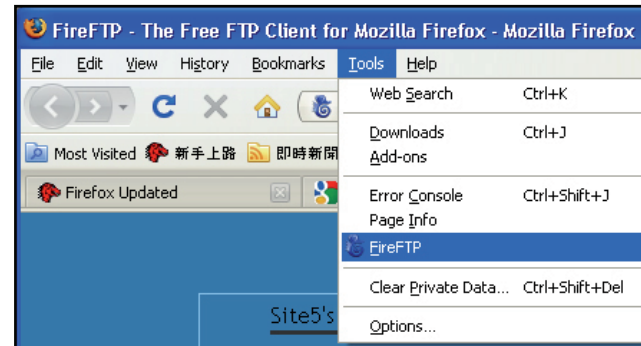 FireFTP - The Free FTP Client for Mozilla Firefox - Mozilla Firefox
File Edit View History Bookmarks Tools Help
Web Search Ctrl+K
Downloads Ctrl+J
Add-ons
Error Console Ctrl+Shift+J
Page Info
FireFTP
Clear Private Data... Ctrl+Shift+Del
Options...
Most Visited 新手上路 即時新聞
Firefox Updated
Site5's